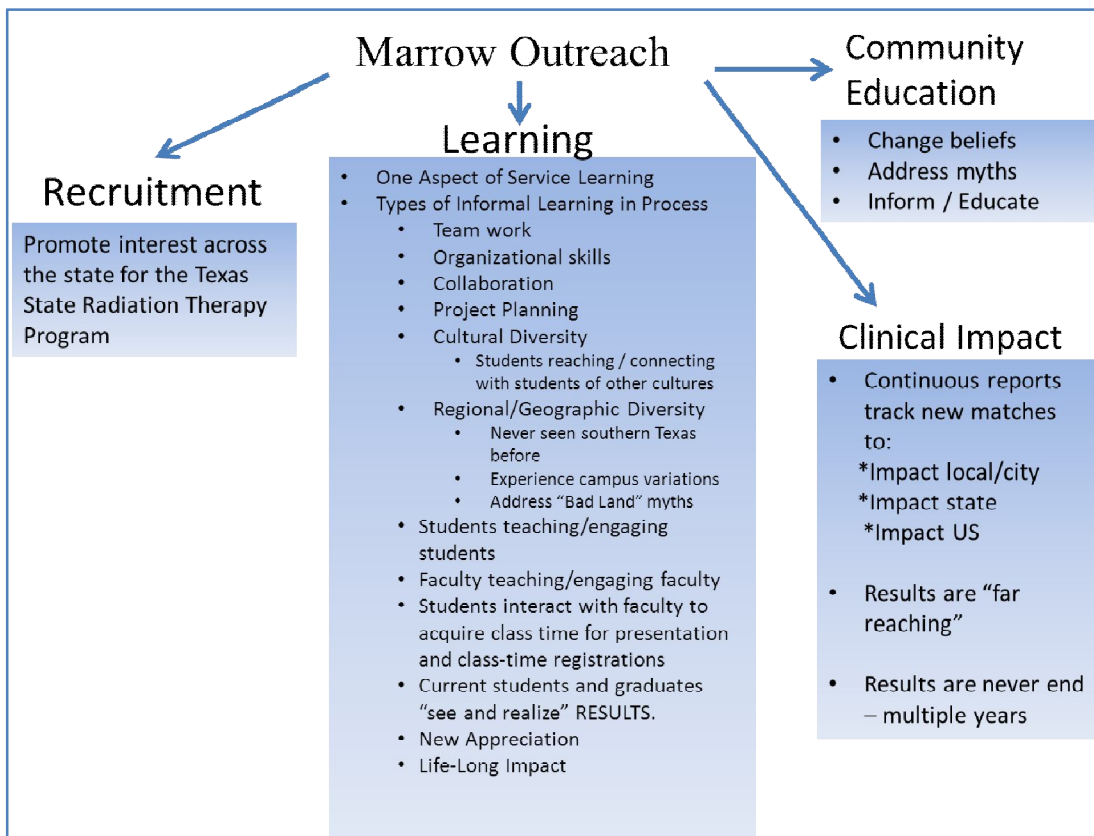 Marrow Outreach
Recruitment
Promote interest across
the state for the Texas
State Radiation Therapy
Program
Learning
• One Aspect of Service Learning
• Types of Informal Learning in Process
• Team work
• Organizational skills
• Collaboration
• Project Planning
• Cultural Diversity
• Students reaching / connecting
with students of other cultures
• Regional/Geographic Diversity
• Never seen southern Texas
before
• Experience campus variations
• Address “Bad Land” myths
• Students teaching/engaging
students
• Faculty teaching/engaging faculty
• Students interact with faculty to
acquire class time for presentation
and class-time registrations
• Current students and graduates
“see and realize” RESULTS.
• New Appreciation
• Life-Long Impact
Community
Education
• Change beliefs
• Address myths
• Inform / Educate
Clinical Impact
• Continuous reports
track new matches
to:
*Impact local/city
*Impact state
*Impact US
• Results are “far
reaching”
• Results are never end
– multiple years